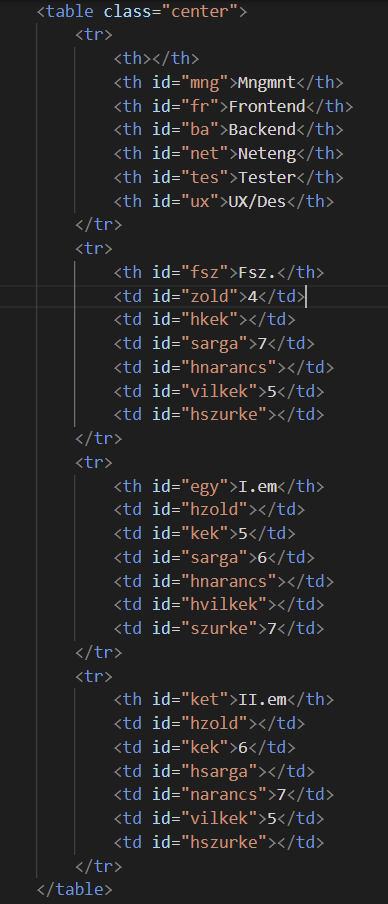 <table class="center">
<tr>
<th></th>
<th id="mng">Mngmnt</th>
<th id="fr">Frontend</th>
<th id="ba">Backend</th>
<th id="net">Neteng</th>
<th id="tes">Tester</th>
<th id="ux">UX/Des</th>
</tr>
<tr>
<th id="fsz">Fsz.</th>
<td id="zold">4</td>
<td id="hkek"></td>
<td id="sarga">7</td>
<td id="hnarancs"></td>
<td id="vilkek">5</td>
<td id="hszurke"></td>
</tr>
<tr>
<th id="egy">I.em</th>
<td id="hzold"></td>
<td id="kek">5</td>
<td id="sarga">6</td>
<td id="hnarancs"></td>
<td id="hvilkek"></td>
<td id="szurke">7</td>
</tr>
<tr>
<th id="ket">II.em</th>
<td id="hzold"></td>
<td id="kek">6</td>
<td id="hsarga"></td>
<td id="narancs">7</td>
<td id="vilkek">5</td>
<td id="hszurke"></td>
</tr>
</table>